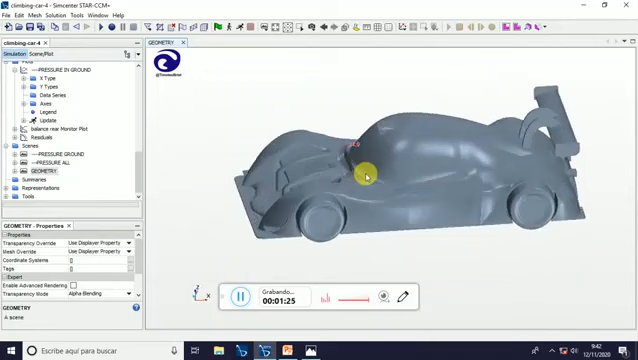 climbing-car-4 - Simcenter STAR-CCM+
File Edit Mesh Solution Tools Window Help
climbing-car-4
GEOMETRY
Simulation Scene/Plot
Plots
----PRESSURE IN GROUND
X Type
Y Types
Data Series
Axes
Legend
Update
balance rear Monitor Plot
Residuals
Scenes
----PRESSURE GROUND
----PRESSURE ALL
GEOMETRY
Summaries
Representations
Tools
GEOMETRY - Properties
Properties
Transparency Override Use Displayer Property
Mesh Override Use Displayer Property
Coordinate Systems []
Tags []
Expert
Enable Advanced Rendering
Transparency Mode Alpha Blending
GEOMETRY
A scene
Z
X
Grabando...
00:01:25
Escribe aquí para buscar
9:42
12/11/2020